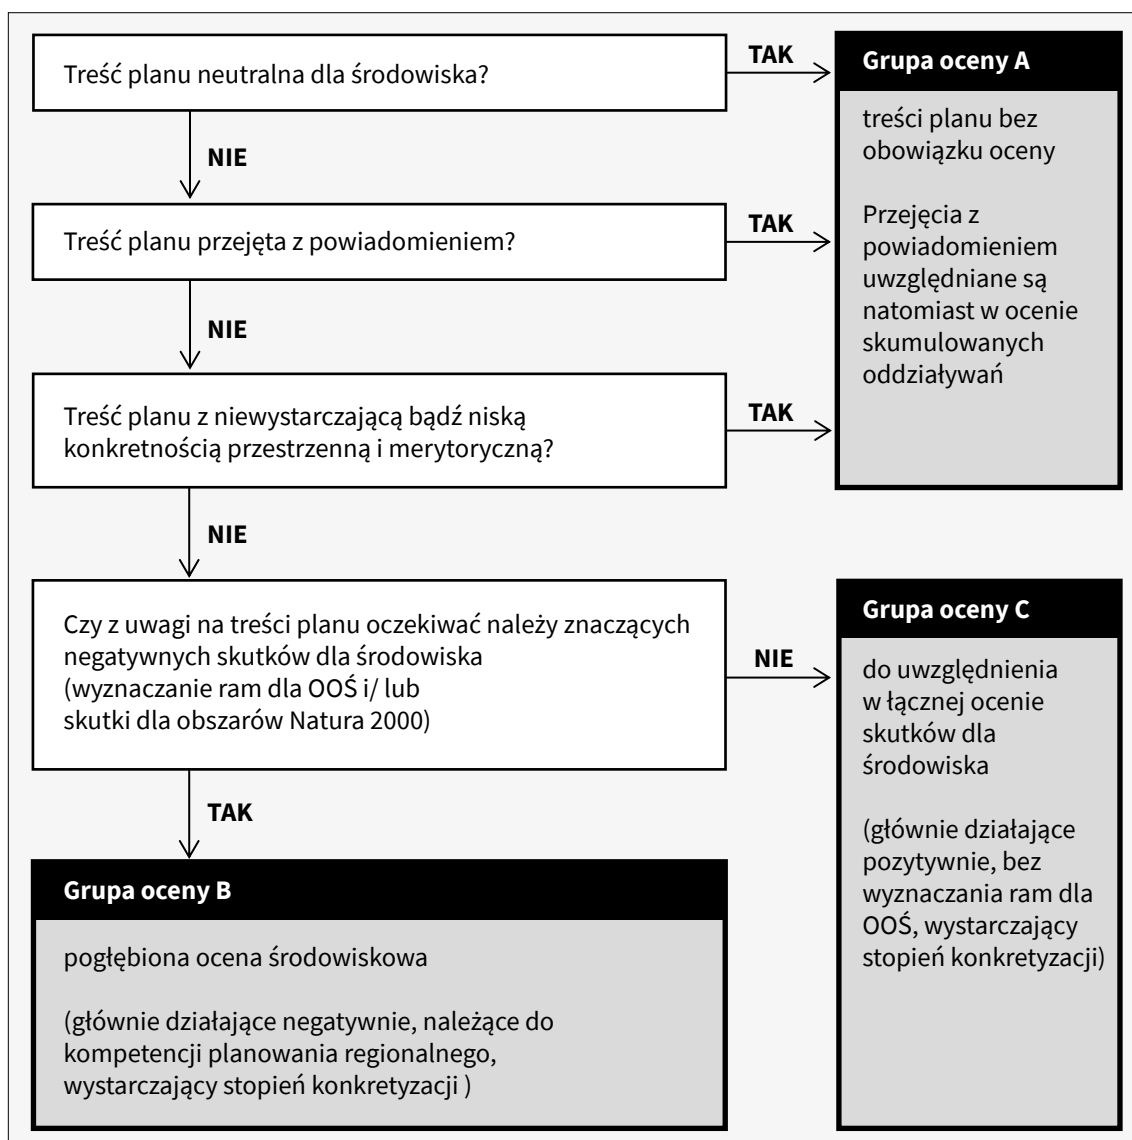 Treść planu neutralna dla środowiska?
TAK
NIE
Grupa oceny A
treści planu bez
obowiązku oceny
Przejęcia z
powiadomieniem
uwzględniane są
natomiast w ocenie
skumulowanych
oddziaływań
Treść planu przejęta z powiadomieniem?
TAK
NIE
Treść planu z niewystarczającą bądź niską
konkretnością przestrzenną i merytoryczną?
TAK
NIE
Czy z uwagi na treści planu oczekiwać należy znaczących
negatywnych skutków dla środowiska
(wyznaczanie ram dla OOŚ i/ lub
skutki dla obszarów Natura 2000)
NIE
TAK
Grupa oceny C
do uwzględnienia
w łącznej ocenie
skutków dla
środowiska
(głównie działające
pozytywnie, bez
wyznaczania ram dla
OOŚ, wystarczający
stopień konkretyzacji)
Grupa oceny B
pogłębiona ocena środowiskowa
(głównie działające negatywnie, należące do
kompetencji planowania regionalnego,
wystarczający stopień konkretyzacji )